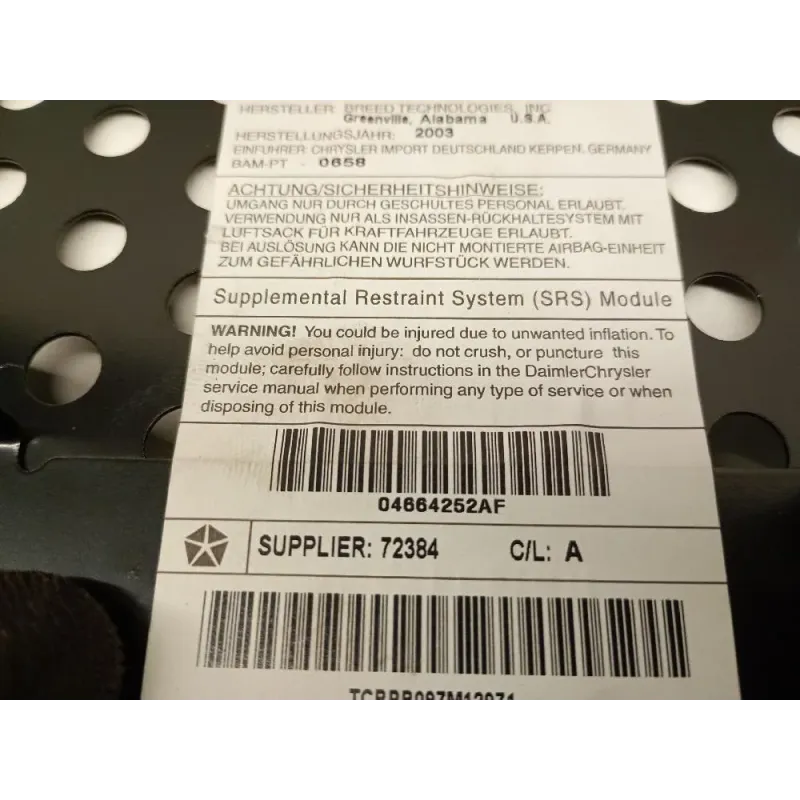 HERSTELLER BREED TECHNOLOGIES, INC
Greenville, Alabama U.S.A.
HERSTELLUNGSJAHR: 2003
EINFUHRER CHRYSLER IMPORT DEUTSCHLAND KERPEN, GERMANY
BAM-PT - 0658
ACHTUNG/SICHERHEITSHINWEISE:
UMGANG NUR DURCH GESCHULTES PERSONAL ERLAUBT.
VERWENDUNG NUR ALS INSASSEN-RÜCKHALTESYSTEM MIT
LUFTSACK FÜR KRAFTFAHRZEUGE ERLAUBT.
BEI AUSLÖSUNG KANN DIE NICHT MONTIERTE AIRBAG-EINHEIT
ZUM GEFÄHRLICHEN WURFSTÜCK WERDEN.
Supplemental Restraint System (SRS) Module
WARNING! You could be injured due to unwanted inflation. To
help avoid personal injury: do not crush, or puncture this
module; carefully follow instructions in the DaimlerChrysler
service manual when performing any type of service or when
disposing of this module.
04664252AF
SUPPLIER: 72384 C/L: A